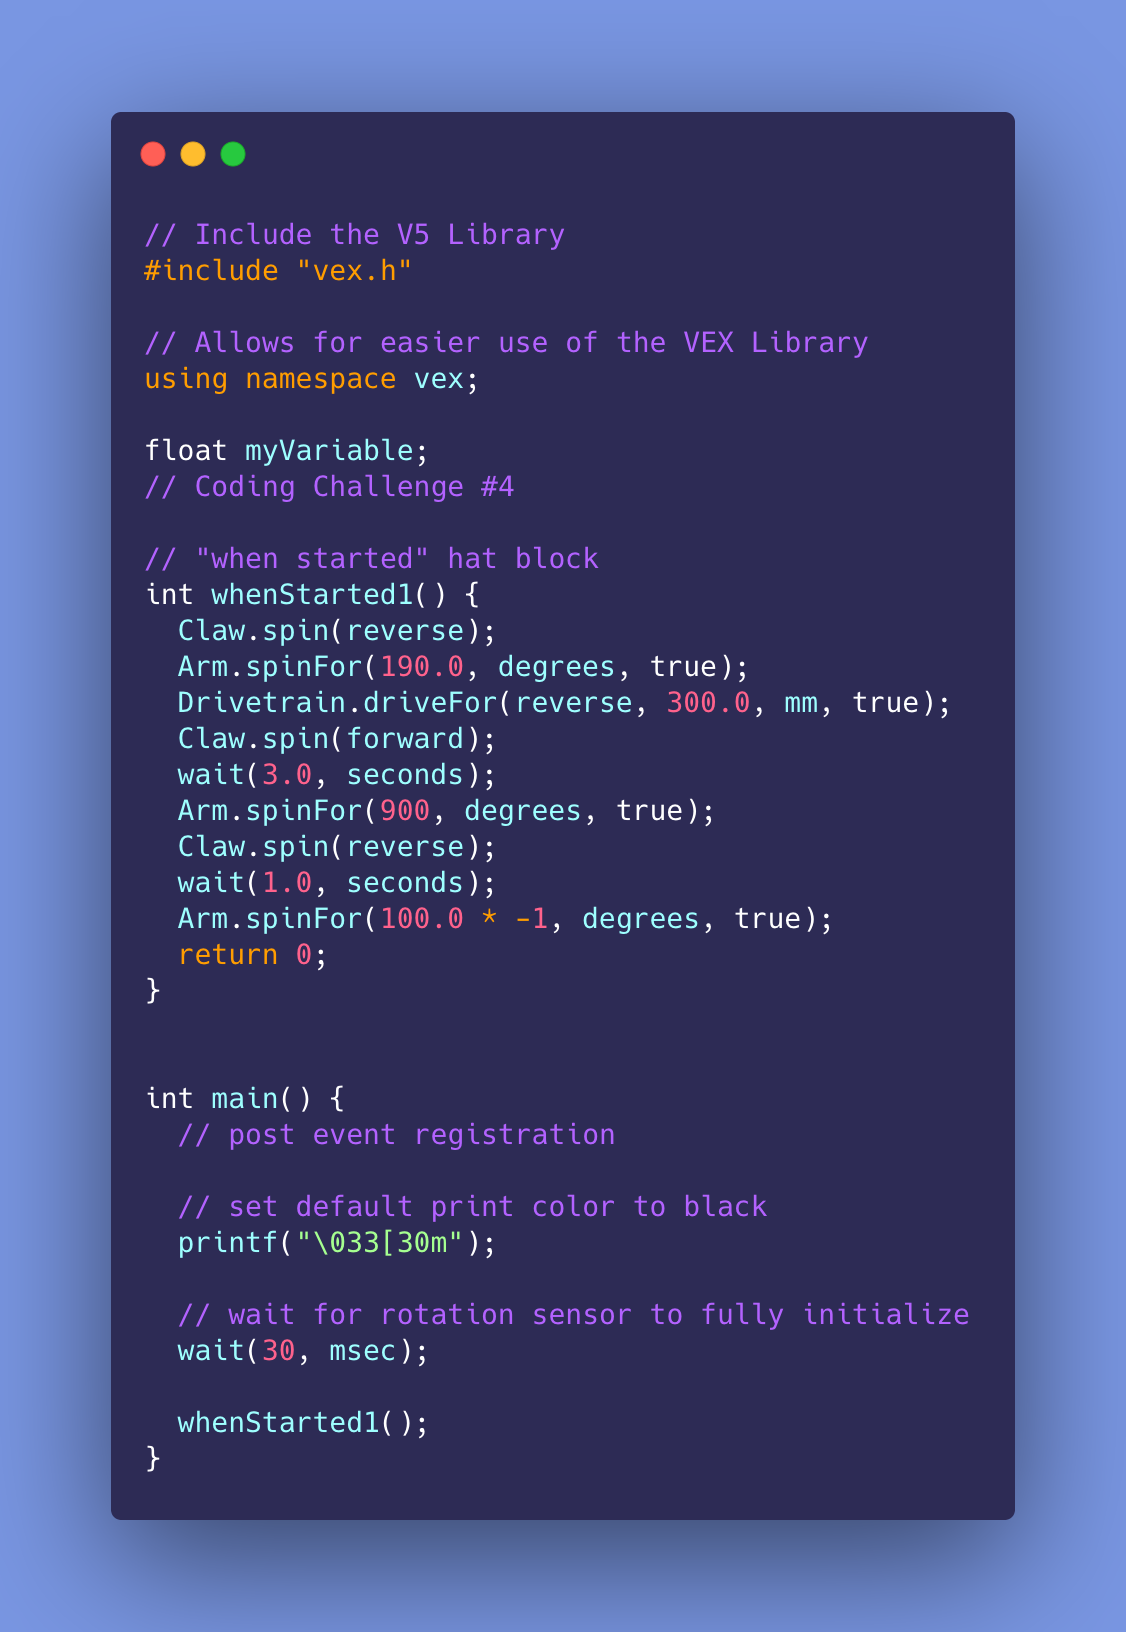 // Include the V5 Library
#include "vex.h"

// Allows for easier use of the VEX Library
using namespace vex;

float myVariable;
// Coding Challenge #4

// "when started" hat block
int whenStarted1() {
  Claw.spin(reverse);
  Arm.spinFor(190.0, degrees, true);
  Drivetrain.driveFor(reverse, 300.0, mm, true);
  Claw.spin(forward);
  wait(3.0, seconds);
  Arm.spinFor(900, degrees, true);
  Claw.spin(reverse);
  wait(1.0, seconds);
  Arm.spinFor(100.0 * -1, degrees, true);
  return 0;
}


int main() {
  // post event registration

  // set default print color to black
  printf("\033[30m");

  // wait for rotation sensor to fully initialize
  wait(30, msec);

  whenStarted1();
}